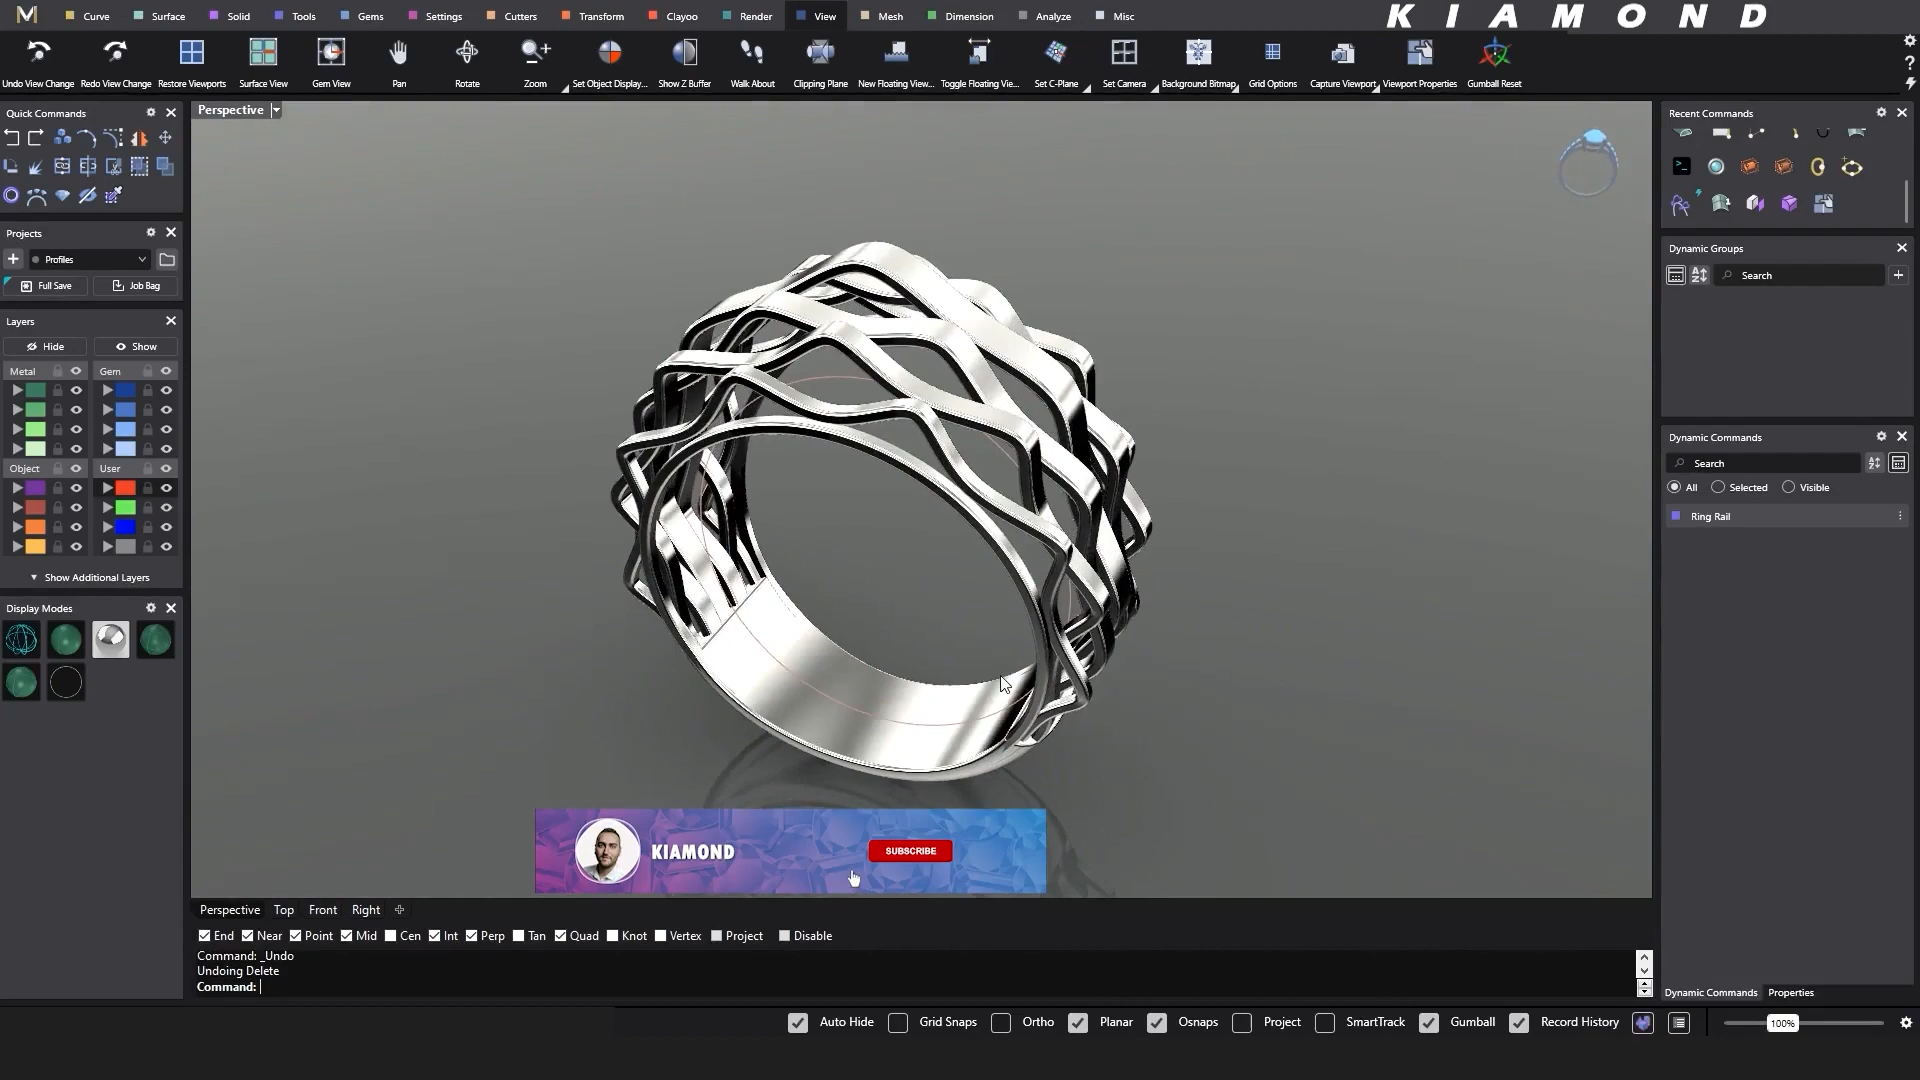 Curve Surface Solid Tools Gems Settings Cutters Transform Clayoo Render View Mesh Dimension Analyze Misc
KIAMOND
Undo View Change Redo View Change Restore Viewports Surface View Gem View Pan Rotate Zoom Set Object Display... Show Z Buffer Walk About Clipping Plane New Floating View... Toggle Floating Vie... Set C-Plane Set Camera Background Bitmap Grid Options Capture Viewport Viewport Properties Gumball Reset
Quick Commands
Projects
Profiles
Full Save Job Bag
Layers
Hide Show
Metal Gem
Object User
Show Additional Layers
Display Modes
Perspective
KIAMOND
SUBSCRIBE
Recent Commands
Dynamic Groups
Search
Dynamic Commands
Search
All Selected Visible
Ring Rail
Dynamic Commands Properties
Perspective Top Front Right
End Near Point Mid Cen Int Perp Tan Quad Knot Vertex Project Disable
Command: _Undo
Undoing Delete
Command:
Auto Hide Grid Snaps Ortho Planar Osnaps Project SmartTrack Gumball Record History 100%